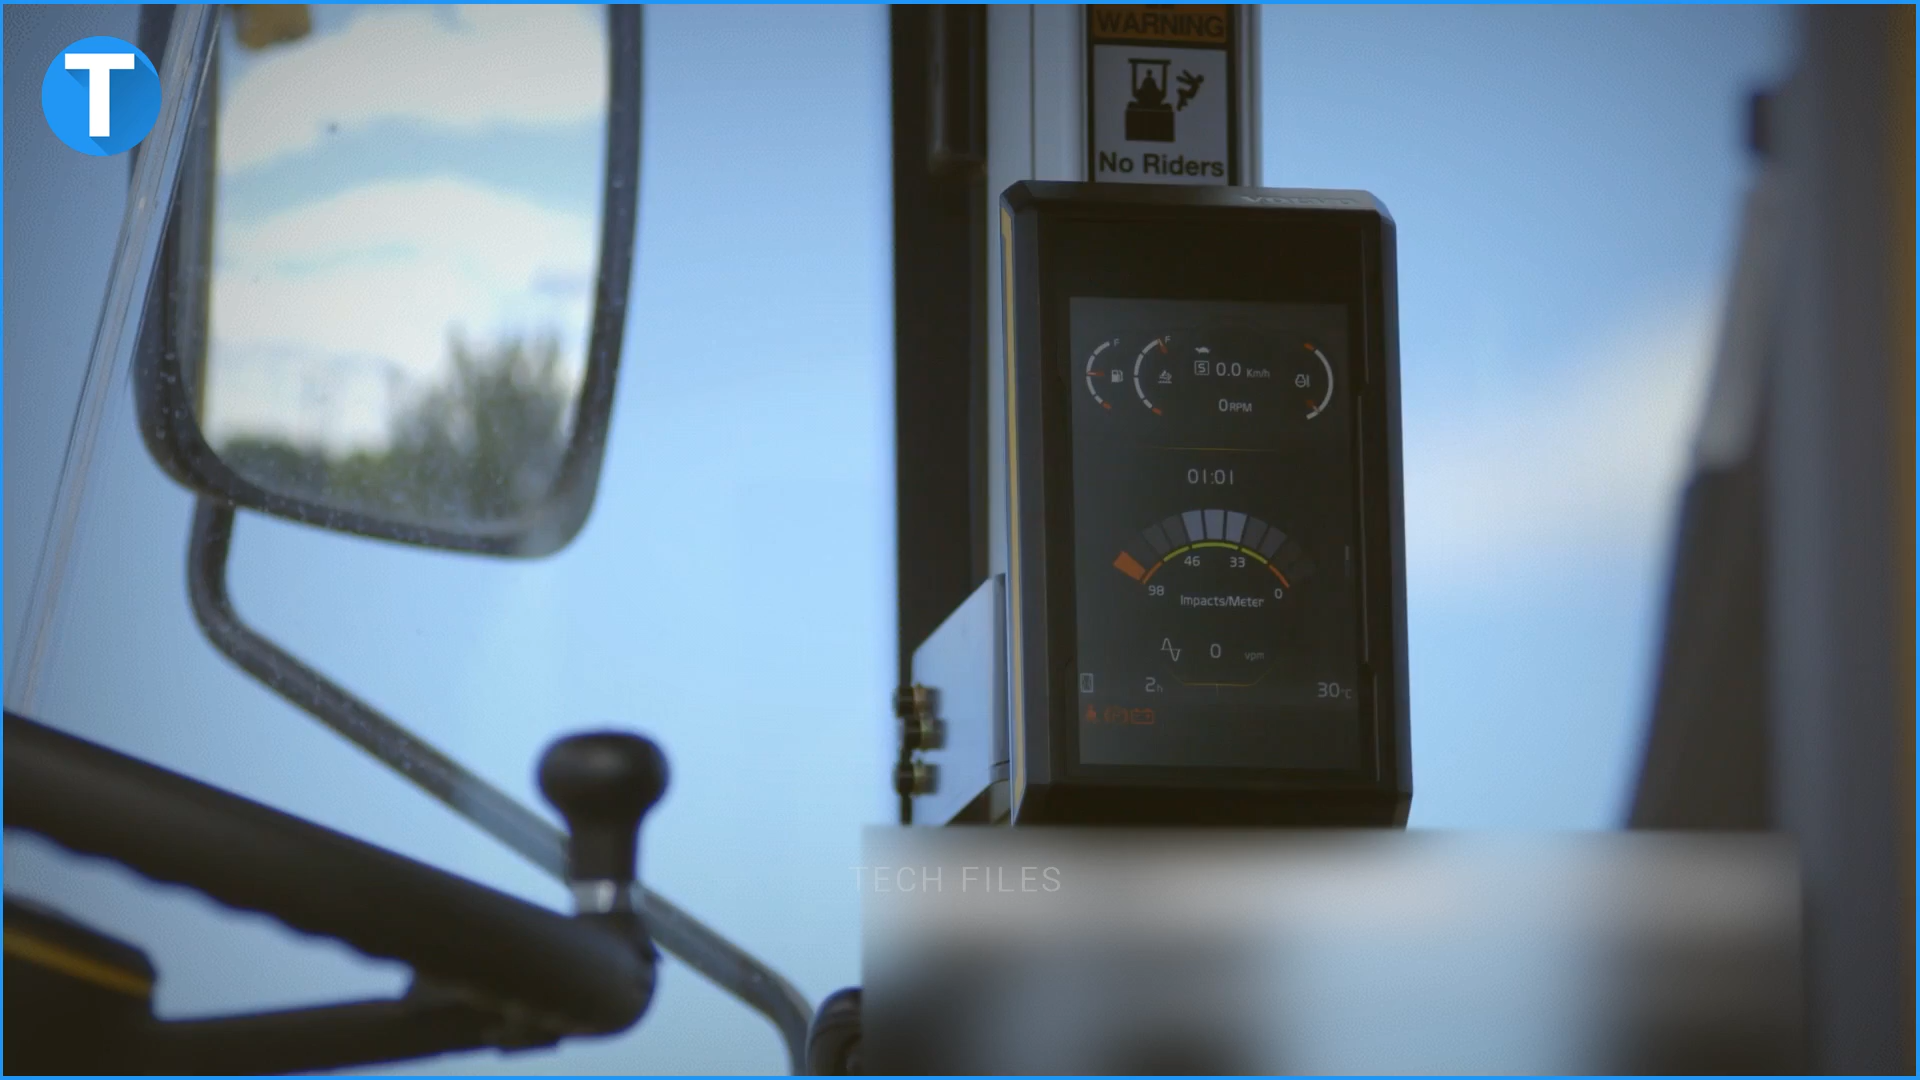 T
WARNING
No Riders
F
F
S 0.0 Km/h
0 RPM
01:01
46 33
98 0
Impacts/Meter
0 vpm
2h
30°C
TECH FILES